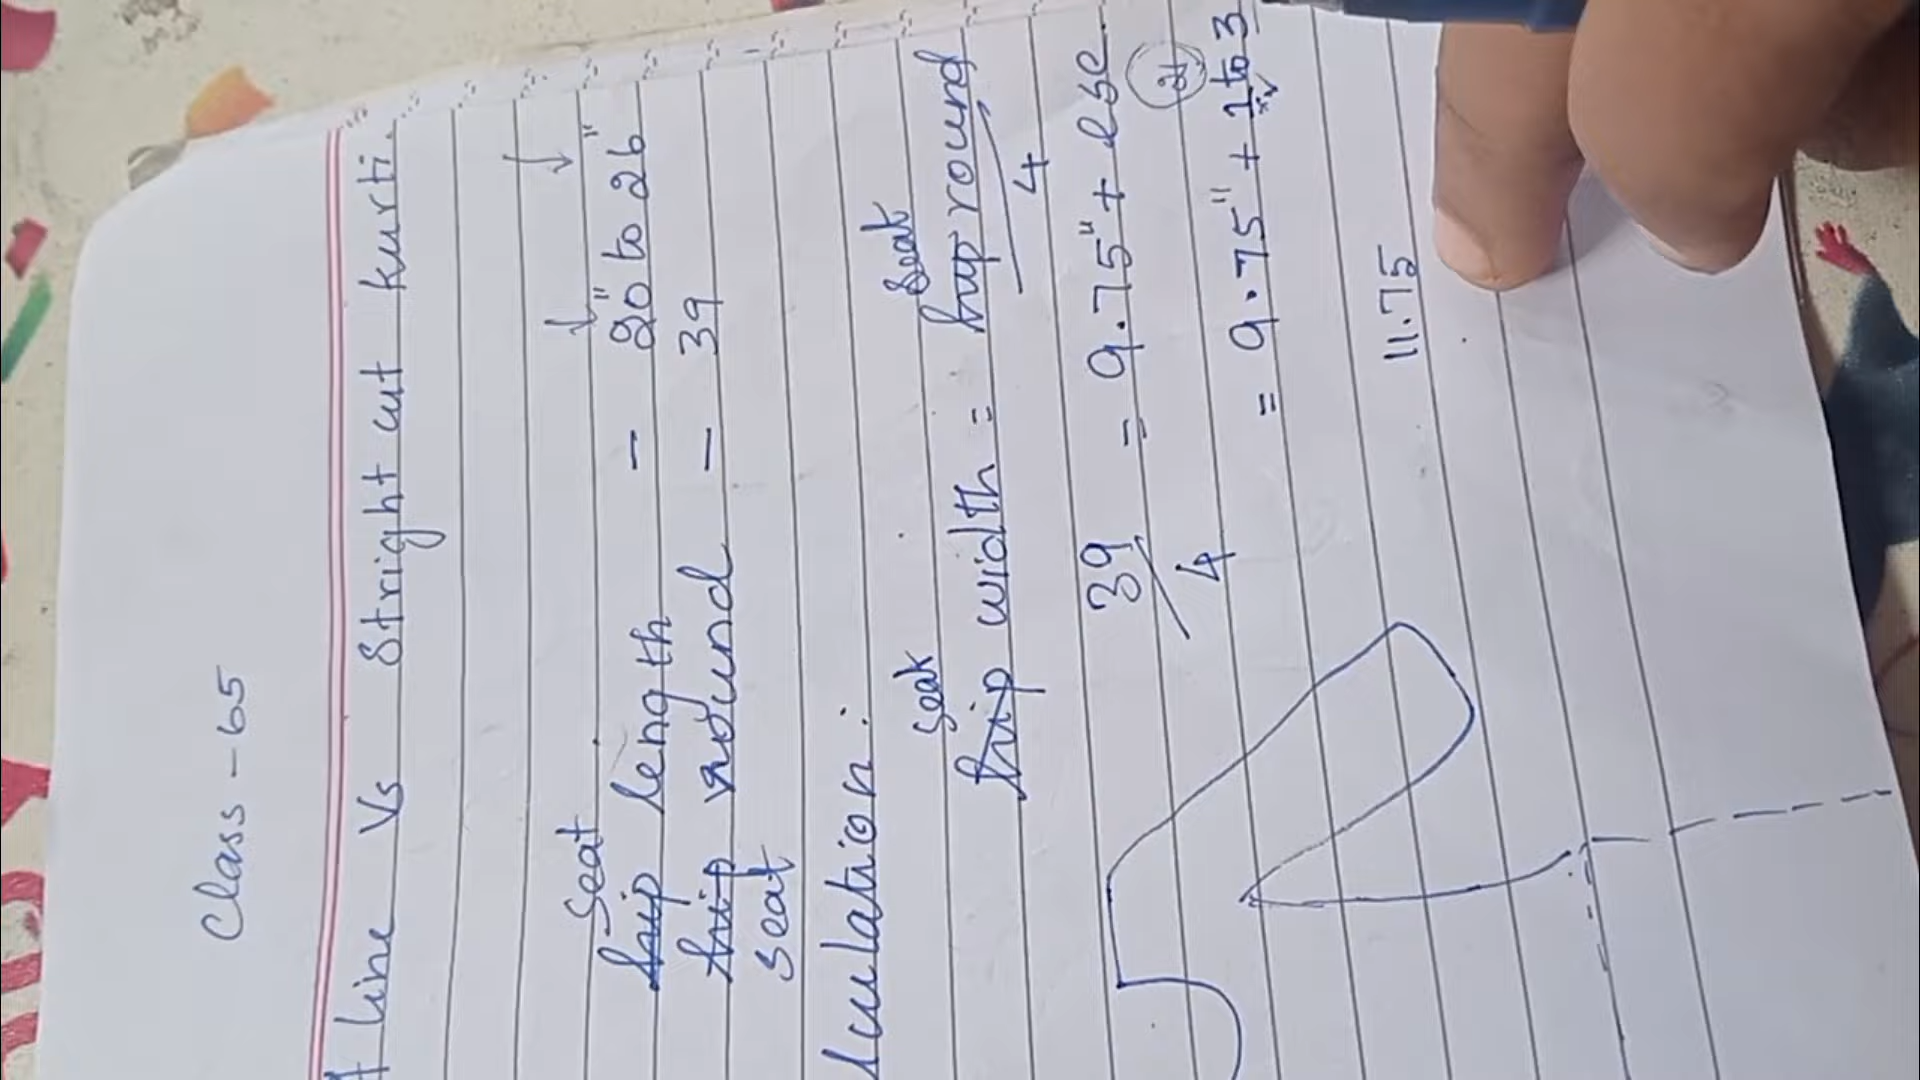 Class - 65
A line Vs Stright cut kurti.
seat
hip length - 20" to 26"
hip round - 39
seat
lculation:
seat seat
hip width = hip round / 4
39/4 = 9.75" + ese
= 9.75" + 1 to 3
11.75